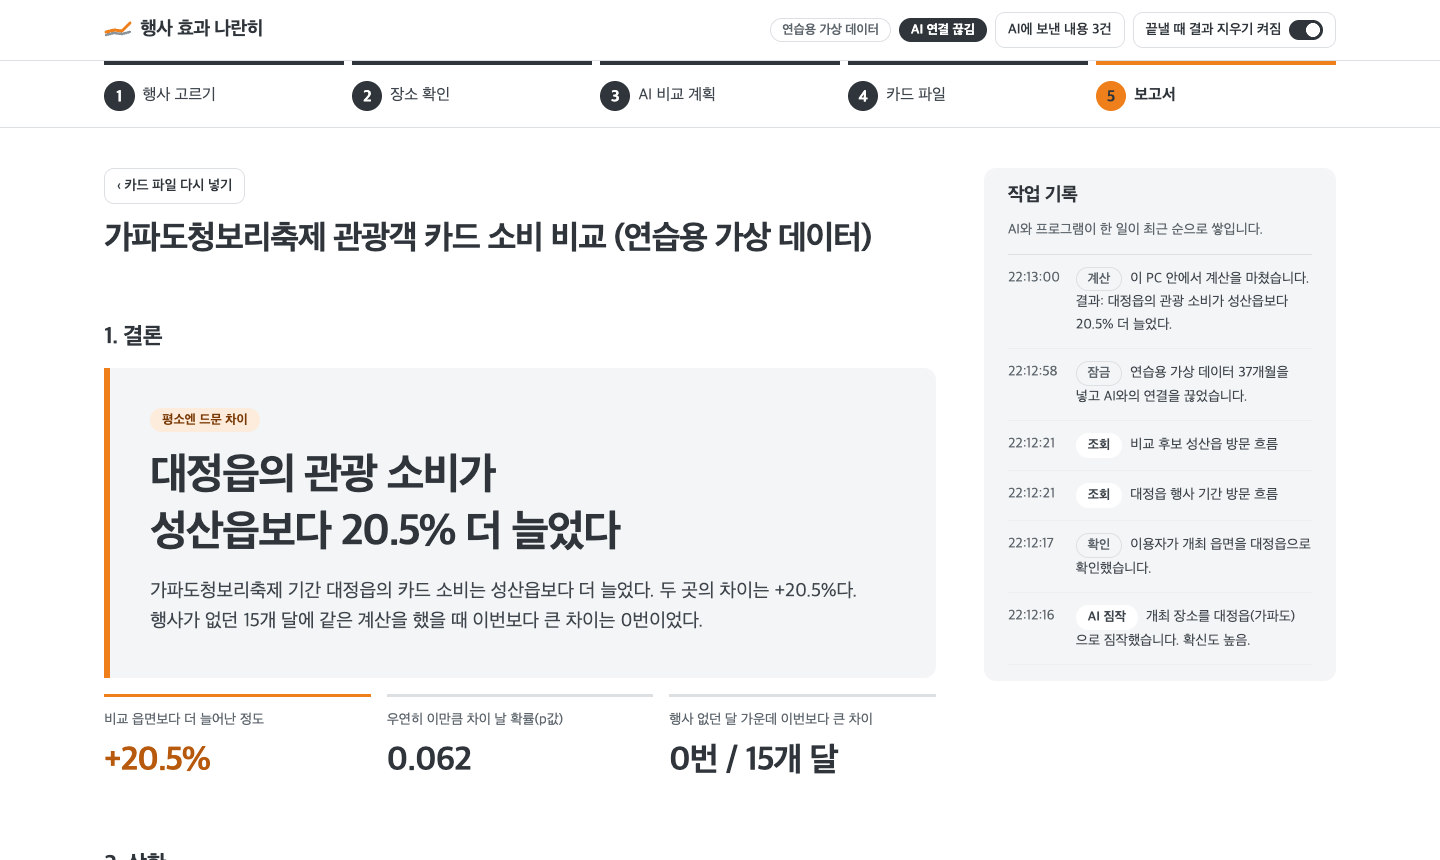 행사 효과 나란히
연습용 가상 데이터
AI 연결 끊김
AI에 보낸 내용 3건
끝낼 때 결과 지우기 켜짐
1 행사 고르기
2 장소 확인
3 AI 비교 계획
4 카드 파일
5 보고서
‹ 카드 파일 다시 넣기
가파도청보리축제 관광객 카드 소비 비교 (연습용 가상 데이터)
1. 결론
평소엔 드문 차이
대정읍의 관광 소비가
성산읍보다 20.5% 더 늘었다
가파도청보리축제 기간 대정읍의 카드 소비는 성산읍보다 더 늘었다. 두 곳의 차이는 +20.5%다.
행사가 없던 15개 달에 같은 계산을 했을 때 이번보다 큰 차이는 0번이었다.
비교 읍면보다 더 늘어난 정도
+20.5%
우연히 이만큼 차이 날 확률(p값)
0.062
행사 없던 달 가운데 이번보다 큰 차이
0번 / 15개 달
작업 기록
AI와 프로그램이 한 일이 최근 순으로 쌓입니다.
22:13:00 계산 이 PC 안에서 계산을 마쳤습니다.
결과: 대정읍의 관광 소비가 성산읍보다
20.5% 더 늘었다.
22:12:58 잠금 연습용 가상 데이터 37개월을
넣고 AI와의 연결을 끊었습니다.
22:12:21 조회 비교 후보 성산읍 방문 흐름
22:12:21 조회 대정읍 행사 기간 방문 흐름
22:12:17 확인 이용자가 개최 읍면을 대정읍으로
확인했습니다.
22:12:16 AI 짐작 개최 장소를 대정읍(가파도)
으로 짐작했습니다. 확신도 높음.